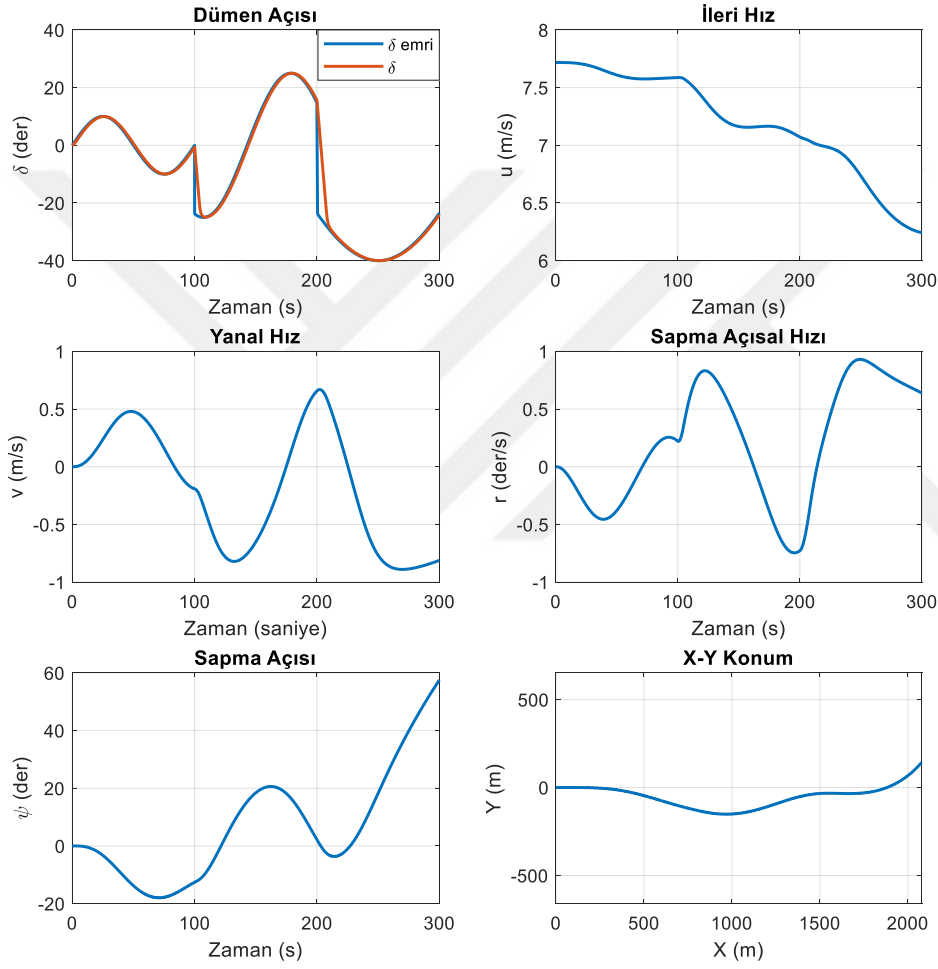 Dümen Açısı
40
20
0
-20
-40
δ (der)
δ emri
δ
0
100
200
300
Zaman (s)
İleri Hız
8
7.5
7
6.5
6
u (m/s)
0
100
200
300
Zaman (s)
Yanal Hız
1
0.5
0
-0.5
-1
v (m/s)
0
100
200
300
Zaman (saniye)
Sapma Açısal Hızı
1
0.5
0
-0.5
-1
r (der/s)
0
100
200
300
Zaman (s)
Sapma Açısı
60
40
20
0
-20
ψ (der)
0
100
200
300
Zaman (s)
X-Y Konum
500
0
-500
Y (m)
0
500
1000
1500
2000
X (m)